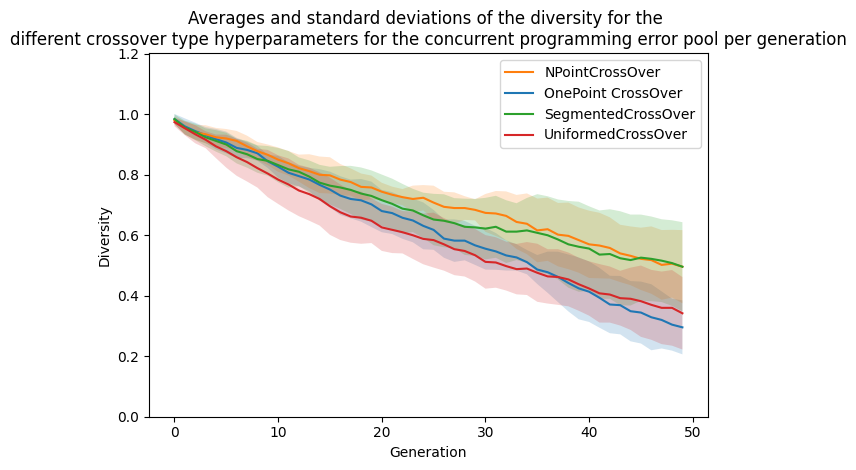 Averages and standard deviations of the diversity for the
different crossover type hyperparameters for the concurrent programming error pool per generation
1.2
1.0
0.8
0.6
0.4
0.2
0.0
Diversity
NPointCrossOver
OnePoint CrossOver
SegmentedCrossOver
UniformedCrossOver
0
10
20
30
40
50
Generation